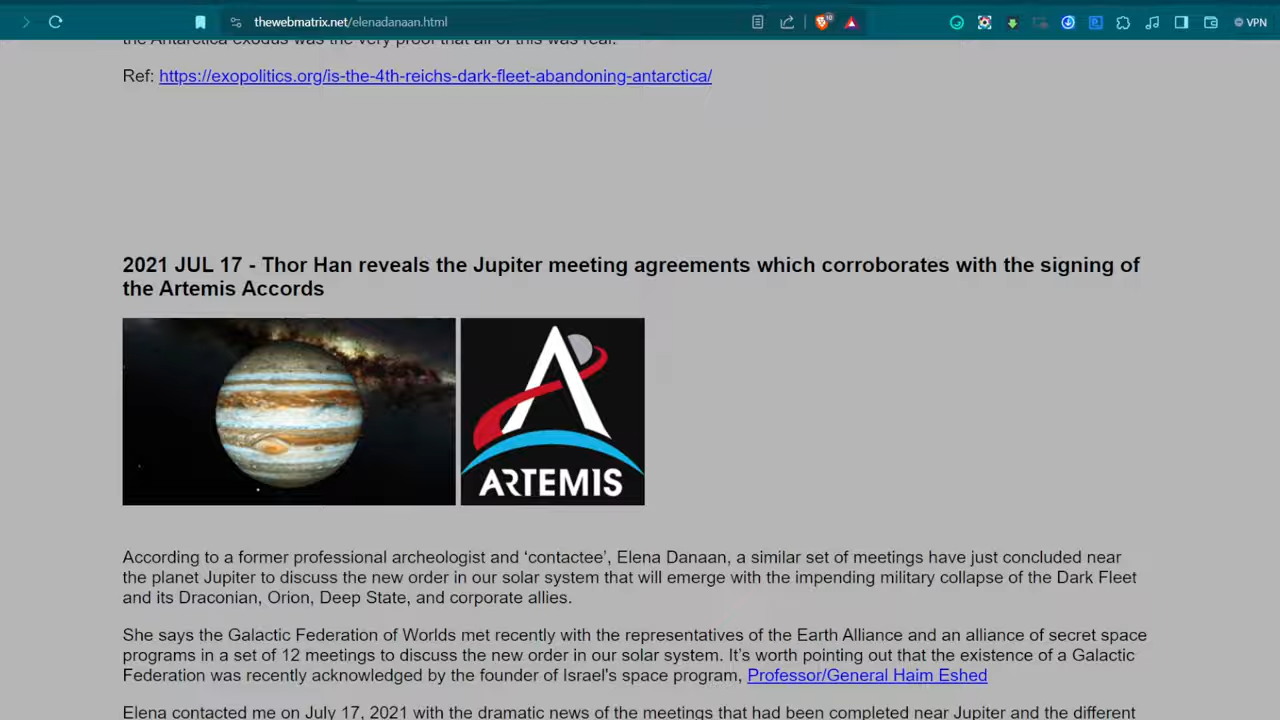 thewebmatrix.net/elenadanaan.html
VPN
the Antarctica exodus was the very proof that all of this was real.
Ref: https://exopolitics.org/is-the-4th-reichs-dark-fleet-abandoning-antarctica/
2021 JUL 17 - Thor Han reveals the Jupiter meeting agreements which corroborates with the signing of
the Artemis Accords
ARTEMIS
According to a former professional archeologist and ‘contactee’, Elena Danaan, a similar set of meetings have just concluded near
the planet Jupiter to discuss the new order in our solar system that will emerge with the impending military collapse of the Dark Fleet
and its Draconian, Orion, Deep State, and corporate allies.
She says the Galactic Federation of Worlds met recently with the representatives of the Earth Alliance and an alliance of secret space
programs in a set of 12 meetings to discuss the new order in our solar system. It’s worth pointing out that the existence of a Galactic
Federation was recently acknowledged by the founder of Israel's space program, Professor/General Haim Eshed
Elena contacted me on July 17, 2021 with the dramatic news of the meetings that had been completed near Jupiter and the different